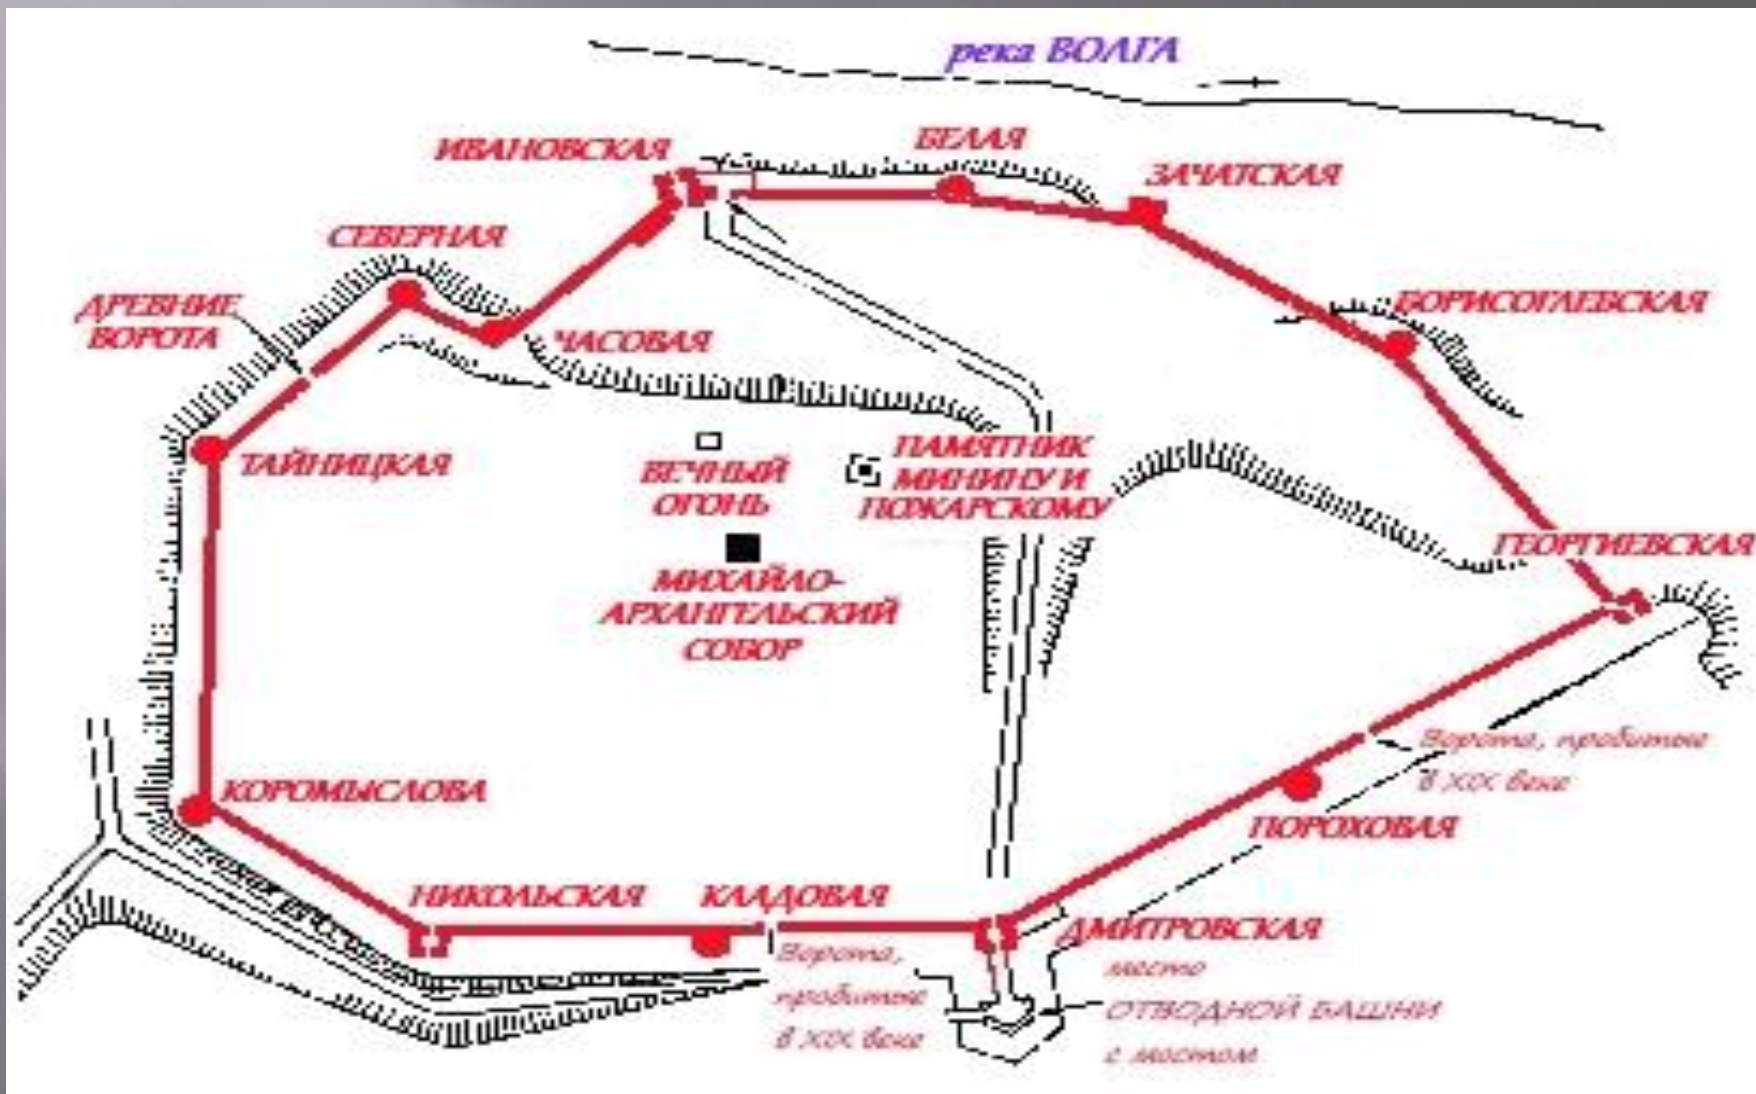 река ВОЛГА
ИВАНОВСКАЯ
БЕЛАЯ
ЗАЧАТСКАЯ
СЕВЕРНАЯ
ДРЕВНИЕ
ВОРОТА
ЧАСОВАЯ
БОРИСОГЛЕБСКАЯ
ТАЙНИЦКАЯ
ВЕЧНЫЙ
ОГОНЬ
ПАМЯТНИК
МИНИНУ И
ПОЖАРСКОМУ
МИХАЙЛО-
АРХАНГЕЛЬСКИЙ
СОБОР
ГЕОРГИЕВСКАЯ
Ворота, пробитые
в XIX веке
ПОРОХОВАЯ
КОРОМЫСЛОВА
НИКОЛЬСКАЯ
КЛАДОВАЯ
ДМИТРОВСКАЯ
Ворота,
пробитые
в XIX веке
место
ОТВОДНОЙ БАШНИ
с мостом